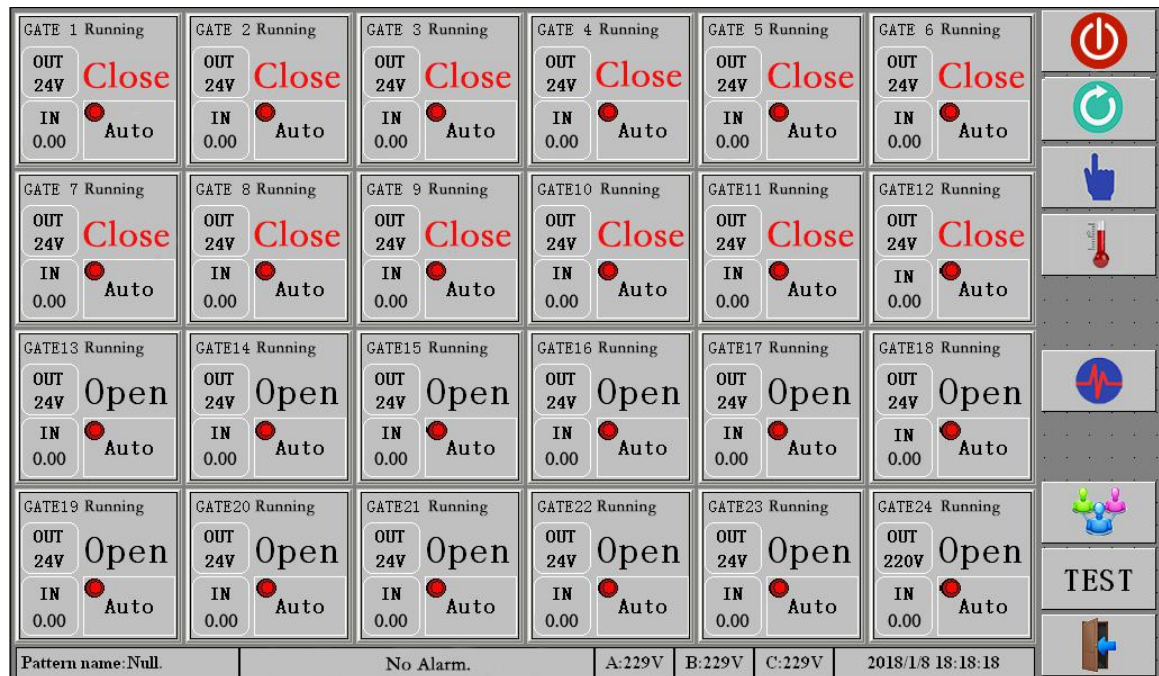 GATE 1 Running
OUT
24V
Close
IN
0.00
Auto
GATE 2 Running
OUT
24V
Close
IN
0.00
Auto
GATE 3 Running
OUT
24V
Close
IN
0.00
Auto
GATE 4 Running
OUT
24V
Close
IN
0.00
Auto
GATE 5 Running
OUT
24V
Close
IN
0.00
Auto
GATE 6 Running
OUT
24V
Close
IN
0.00
Auto
GATE 7 Running
OUT
24V
Close
IN
0.00
Auto
GATE 8 Running
OUT
24V
Close
IN
0.00
Auto
GATE 9 Running
OUT
24V
Close
IN
0.00
Auto
GATE10 Running
OUT
24V
Close
IN
0.00
Auto
GATE11 Running
OUT
24V
Close
IN
0.00
Auto
GATE12 Running
OUT
24V
Close
IN
0.00
Auto
GATE13 Running
OUT
24V
Open
IN
0.00
Auto
GATE14 Running
OUT
24V
Open
IN
0.00
Auto
GATE15 Running
OUT
24V
Open
IN
0.00
Auto
GATE16 Running
OUT
24V
Open
IN
0.00
Auto
GATE17 Running
OUT
24V
Open
IN
0.00
Auto
GATE18 Running
OUT
24V
Open
IN
0.00
Auto
GATE19 Running
OUT
24V
Open
IN
0.00
Auto
GATE20 Running
OUT
24V
Open
IN
0.00
Auto
GATE21 Running
OUT
24V
Open
IN
0.00
Auto
GATE22 Running
OUT
24V
Open
IN
0.00
Auto
GATE23 Running
OUT
24V
Open
IN
0.00
Auto
GATE24 Running
OUT
220V
Open
IN
0.00
Auto
TEST
Pattern name:Null.
No Alarm.
A:229V
B:229V
C:229V
2018/1/8 18:18:18